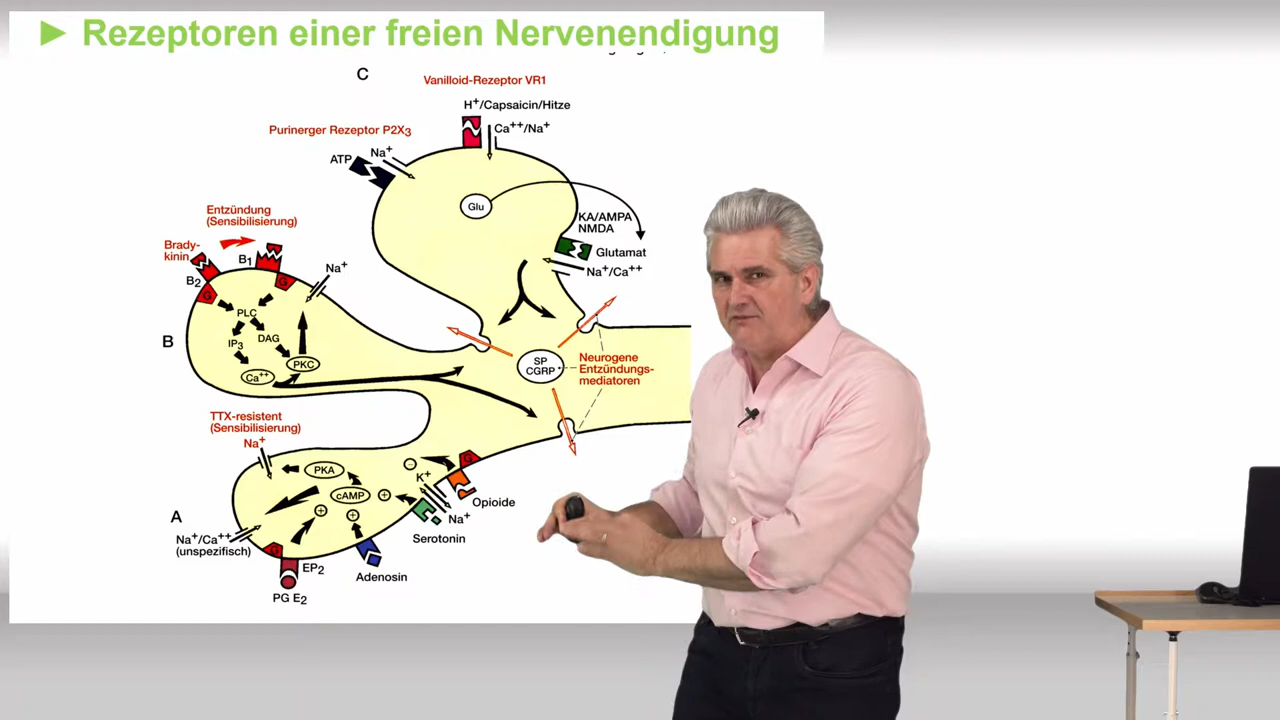 ► Rezeptoren einer freien Nervenendigung
C
Vanilloid-Rezeptor VR1
H+/Capsaicin/Hitze
Ca++/Na+
Purinerger Rezeptor P2X3
ATP
Na+
Glu
KA/AMPA
NMDA
Glutamat
Na+/Ca++
Entzündung
(Sensibilisierung)
Brady-
kinin
B1
B2
G
G
Na+
PLC
IP3
DAG
Ca++
PKC
B
SP
CGRP
Neurogene
Entzündungs-
mediatoren
TTX-resistent
(Sensibilisierung)
Na+
PKA
cAMP
+
+
+
−
K+
G
Opioide
Na+
Serotonin
A
Na+/Ca++
(unspezifisch)
G
EP2
Adenosin
PG E2